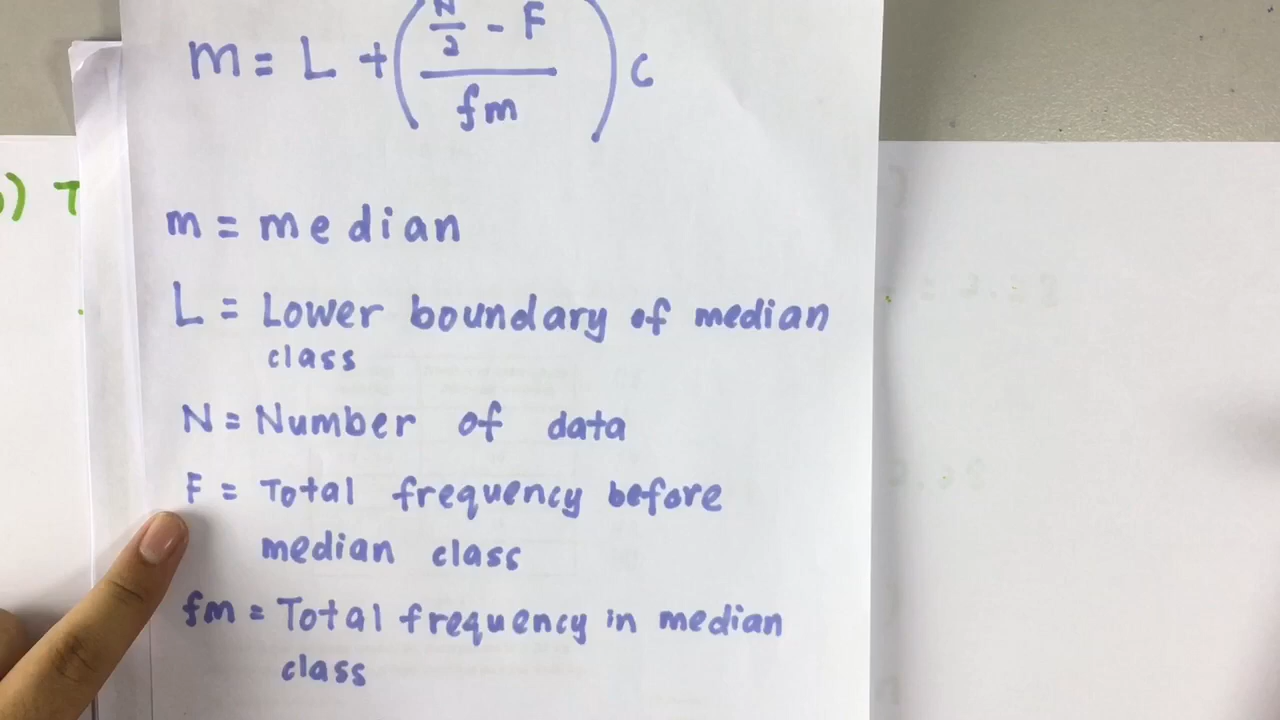 m = L + ( N/2 - F / fm ) c
m = median
L = Lower boundary of median
class
N = Number of data
F = Total frequency before
median class
fm = Total frequency in median
class